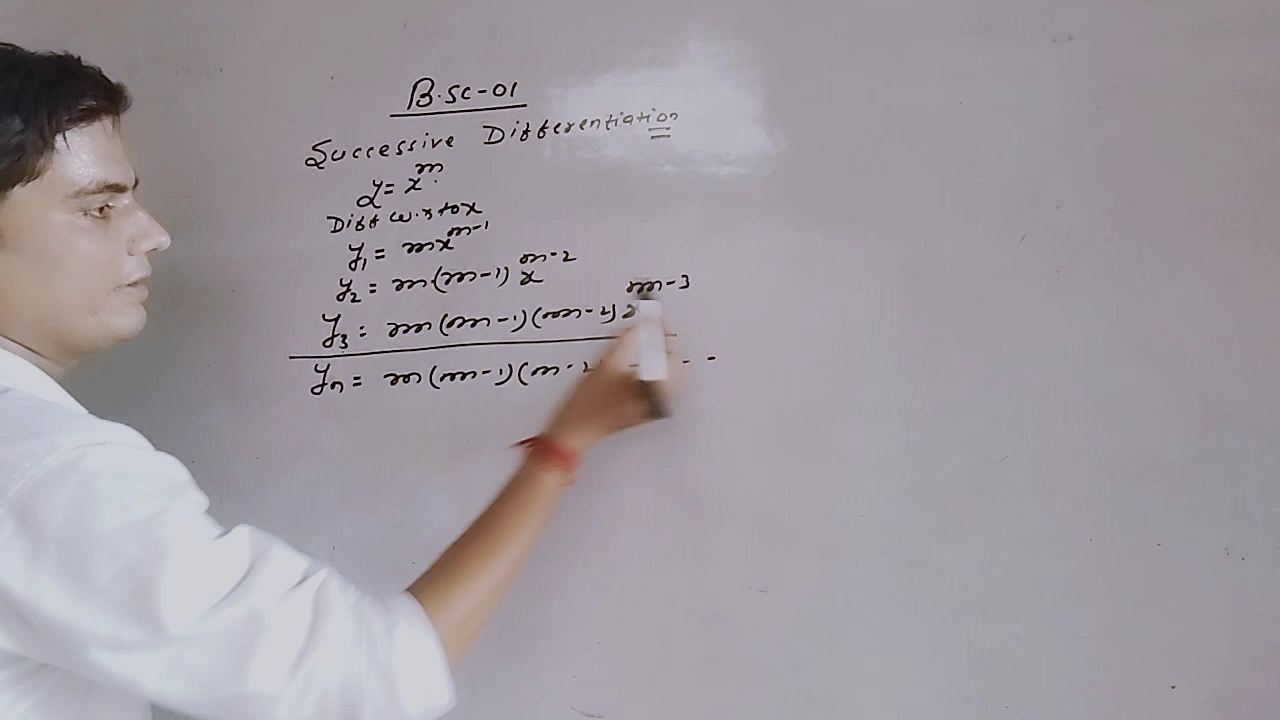 B.Sc-01
Successive Differentiation
y = x^m.
Diff w.r.to x
y₁ = mx^m-1
y₂ = m(m-1) x^m-2
y₃ = m(m-1)(m-2) x^m-3
yₙ = m(m-1)(m-2 - - -